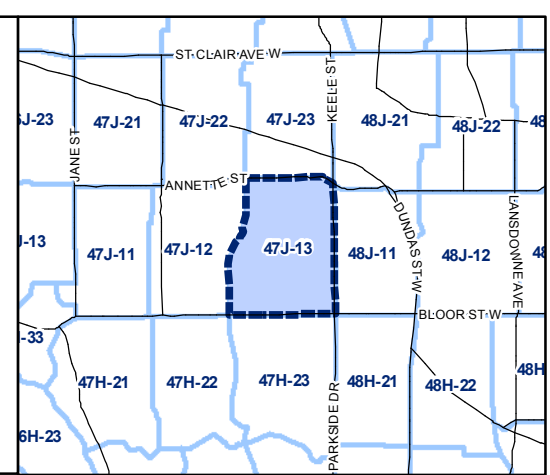 ST CLAIR AVE W
KEELE ST
JANE ST
J-23
47J-21
47J-22
47J-23
48J-21
48J-22
48
ANNETTE ST
DUNDAS ST W
LANSDOWNE AVE
J-13
47J-11
47J-12
47J-13
48J-11
48J-12
48
BLOOR ST W
-33
47H-21
47H-22
47H-23
48H-21
48H-22
48H
6H-23
PARKSIDE DR